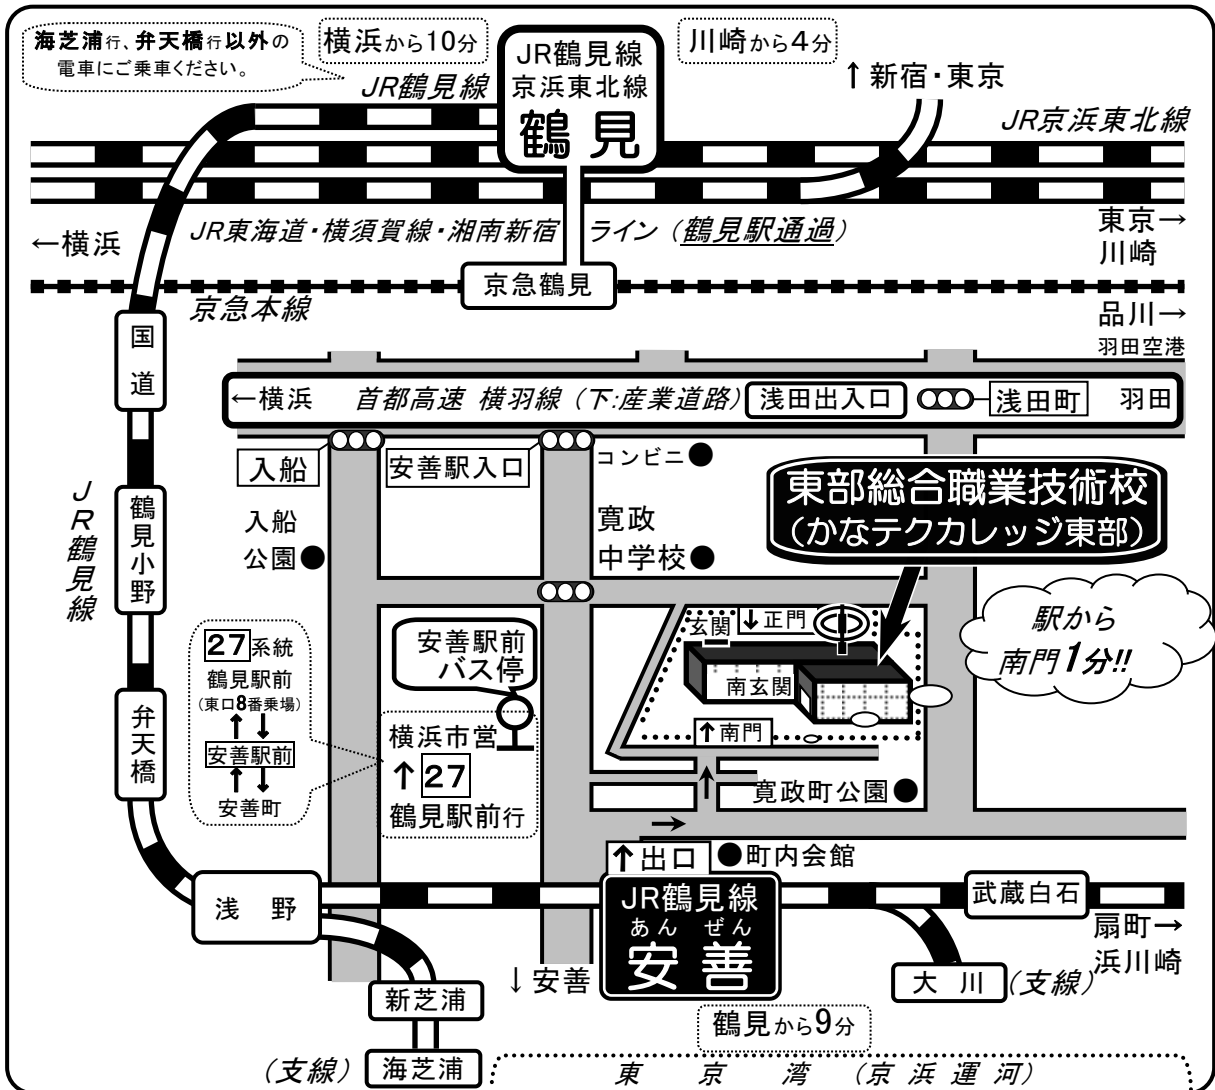 海芝浦行、弁天橋行以外の
電車にご乗車ください。
横浜から10分
JR鶴見線
京浜東北線
鶴見
川崎から4分
↑新宿・東京
JR鶴見線
JR京浜東北線
←横浜
JR東海道・横須賀線・湘南新宿ライン(鶴見駅通過)
東京→
川崎
京急鶴見
京急本線
品川→
羽田空港
国道
←横浜 首都高速 横羽線(下:産業道路) 浅田出入口 浅田町 羽田
入船
安善駅入口
コンビニ
東部総合職業技術校
(かなテクカレッジ東部)
JR鶴見線
鶴見小野
入船
公園
寛政
中学校
駅から
南門1分!!
玄関
↓正門
南玄関
↑南門
27系統
鶴見駅前
(東口8番乗場)
↑↓
安善駅前
↑↓
安善町
安善駅前
バス停
横浜市営
↑27
鶴見駅前行
弁天橋
寛政町公園
↑
→
↑出口
町内会館
浅野
JR鶴見線
あんぜん
安善
武蔵白石
扇町→
浜川崎
↓安善
大川(支線)
新芝浦
鶴見から9分
(支線)海芝浦
東京湾(京浜運河)